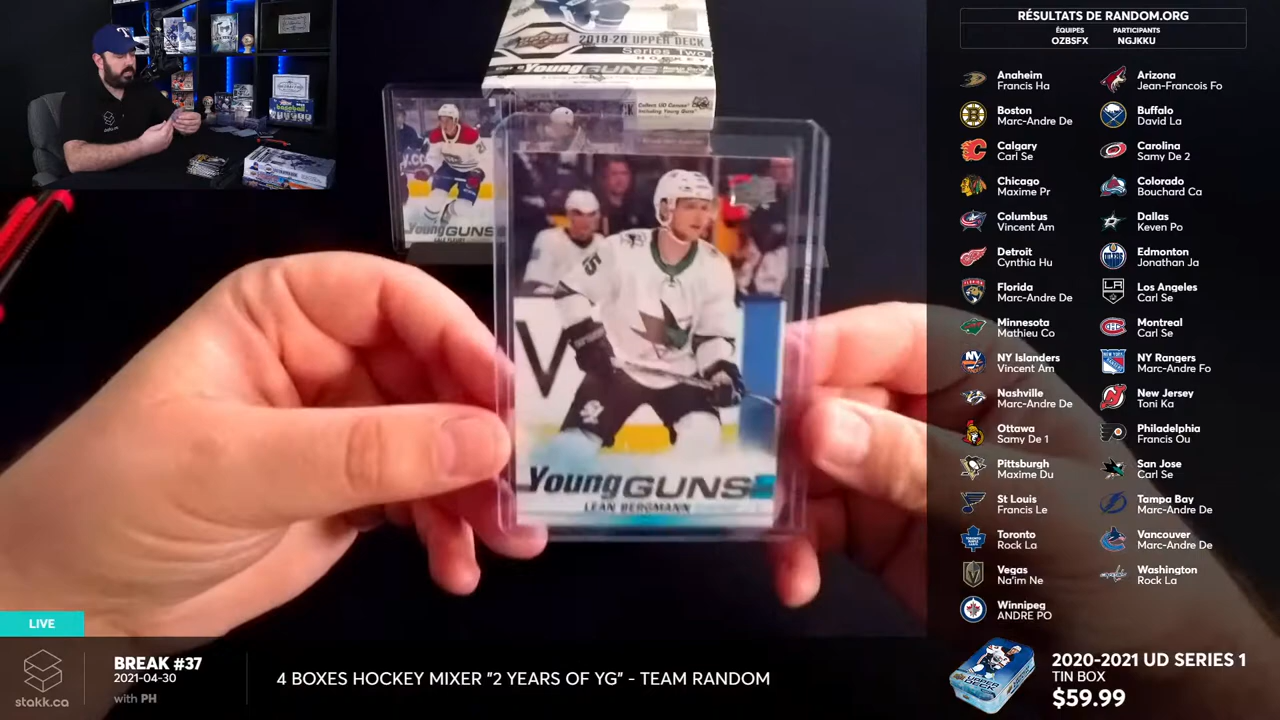 RÉSULTATS DE RANDOM.ORG
ÉQUIPES
OZBSFX
PARTICIPANTS
NGJKKU
Anaheim
Francis Ha
Arizona
Jean-Francois Fo
Boston
Marc-Andre De
Buffalo
David La
Calgary
Carl Se
Carolina
Samy De 2
Chicago
Maxime Pr
Colorado
Bouchard Ca
Columbus
Vincent Am
Dallas
Keven Po
Detroit
Cynthia Hu
Edmonton
Jonathan Ja
Florida
Marc-Andre De
Los Angeles
Carl Se
Minnesota
Mathieu Co
Montreal
Carl Se
NY Islanders
Vincent Am
NY Rangers
Marc-Andre Fo
Nashville
Marc-Andre De
New Jersey
Toni Ka
Ottawa
Samy De 1
Philadelphia
Francis Ou
Pittsburgh
Maxime Du
San Jose
Carl Se
St Louis
Francis Le
Tampa Bay
Marc-Andre De
Toronto
Rock La
Vancouver
Marc-Andre De
Vegas
Na'im Ne
Washington
Rock La
Winnipeg
ANDRE PO
2019-20 UPPER DECK
Series Two
HOCKEY
Young Guns
Young GUNS
Young GUNS
LEAN BERGMANN
LIVE
stakk.ca
BREAK #37
2021-04-30
with PH
4 BOXES HOCKEY MIXER "2 YEARS OF YG" - TEAM RANDOM
2020-2021 UD SERIES 1
TIN BOX
$59.99